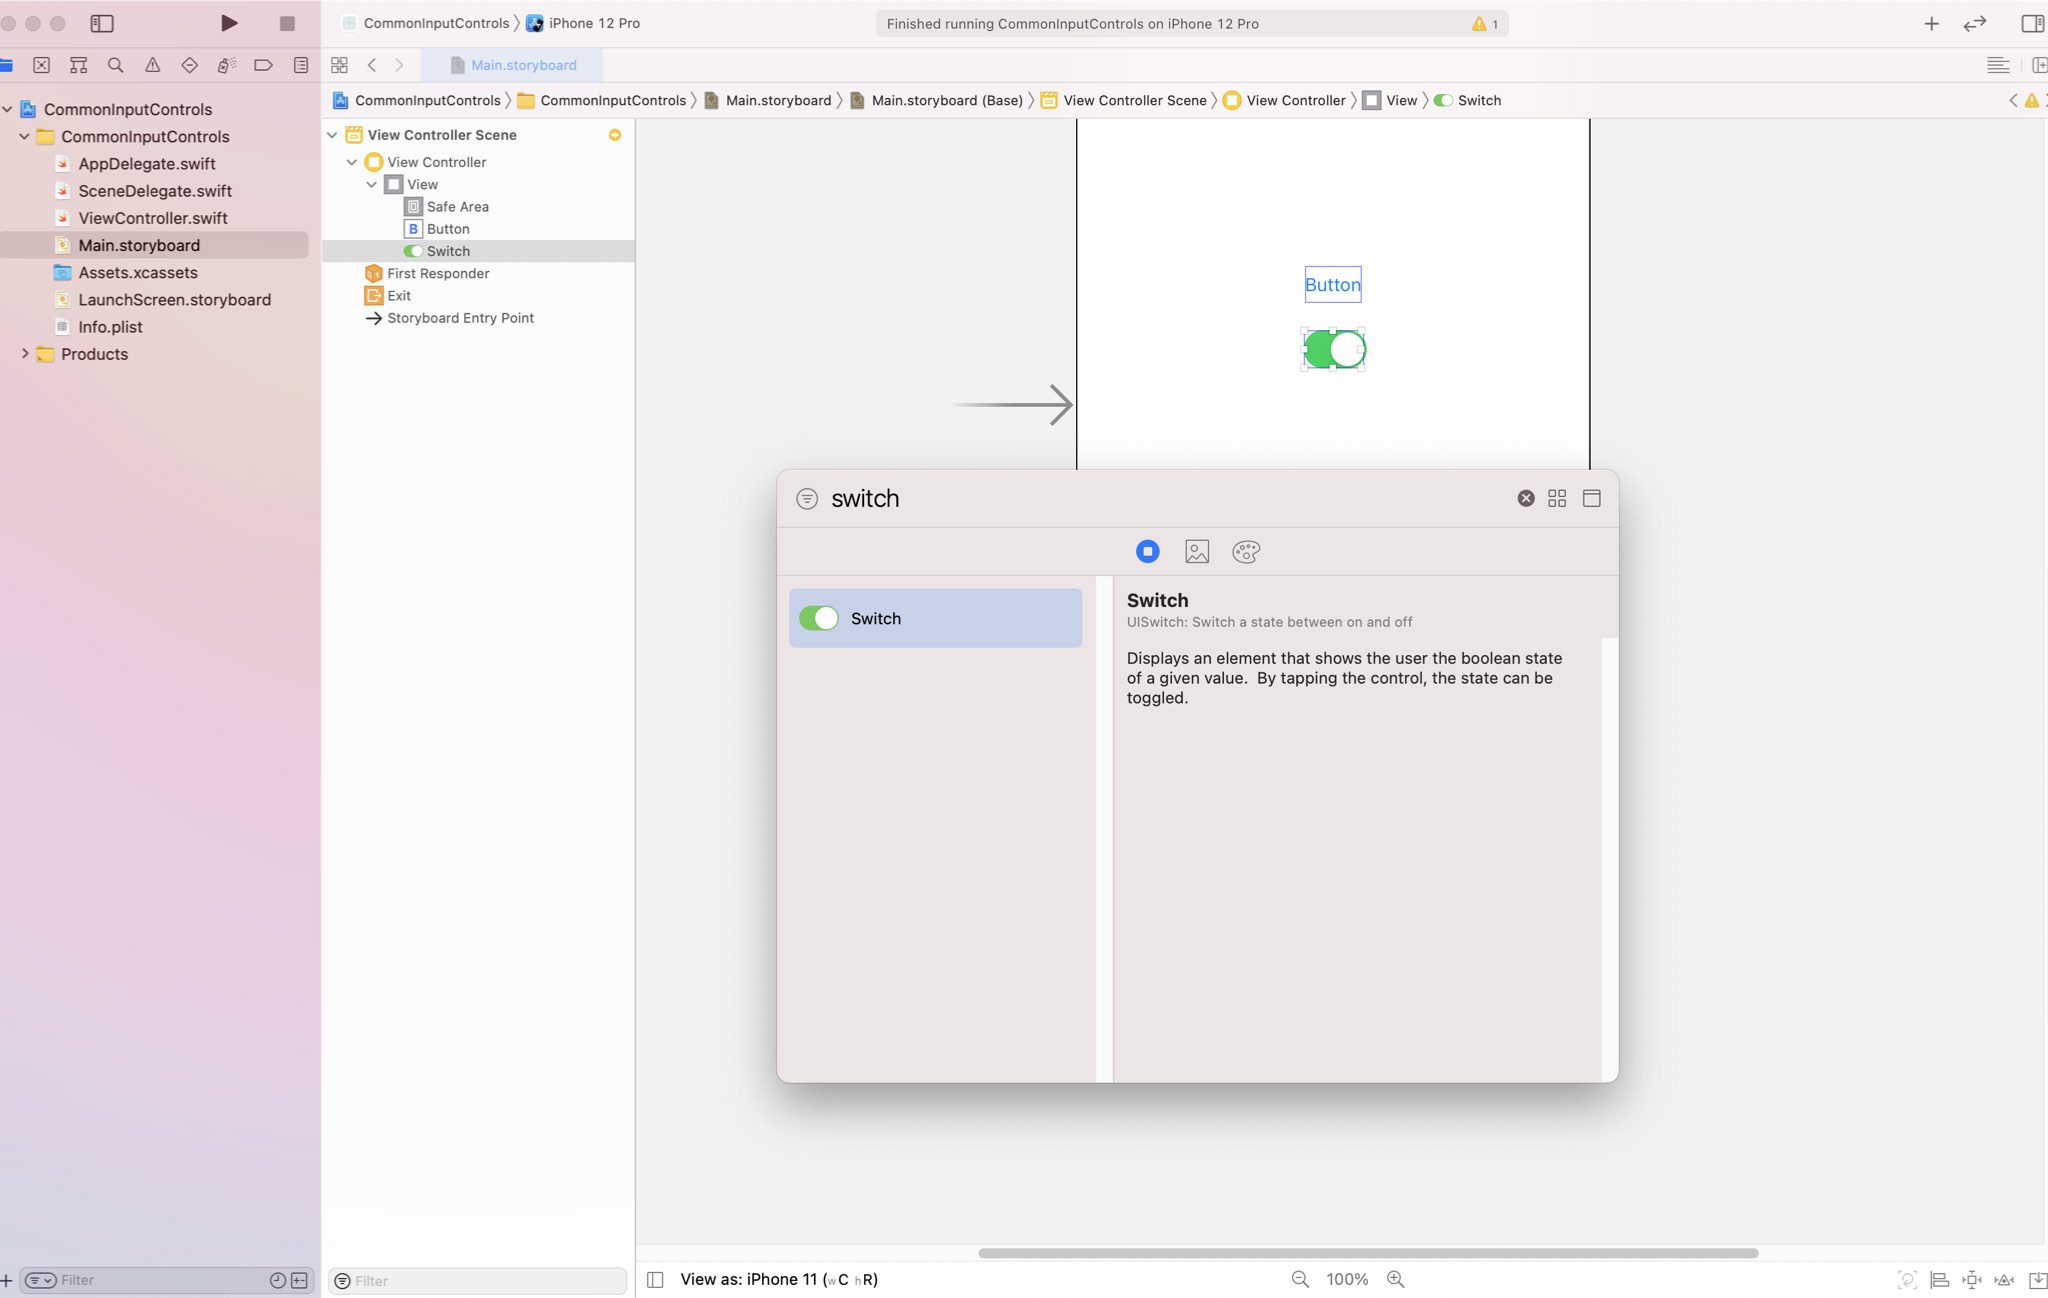 CommonInputControls iPhone 12 Pro
Finished running CommonInputControls on iPhone 12 Pro
1
Main.storyboard
CommonInputControls
CommonInputControls
AppDelegate.swift
SceneDelegate.swift
ViewController.swift
Main.storyboard
Assets.xcassets
LaunchScreen.storyboard
Info.plist
Products
Filter
CommonInputControls CommonInputControls Main.storyboard Main.storyboard (Base) View Controller Scene View Controller View Switch
View Controller Scene
View Controller
View
Safe Area
B Button
Switch
First Responder
Exit
Storyboard Entry Point
Filter
Button
switch
Switch
Switch
UISwitch: Switch a state between on and off
Displays an element that shows the user the boolean state
of a given value. By tapping the control, the state can be
toggled.
View as: iPhone 11 (wC hR)
100%